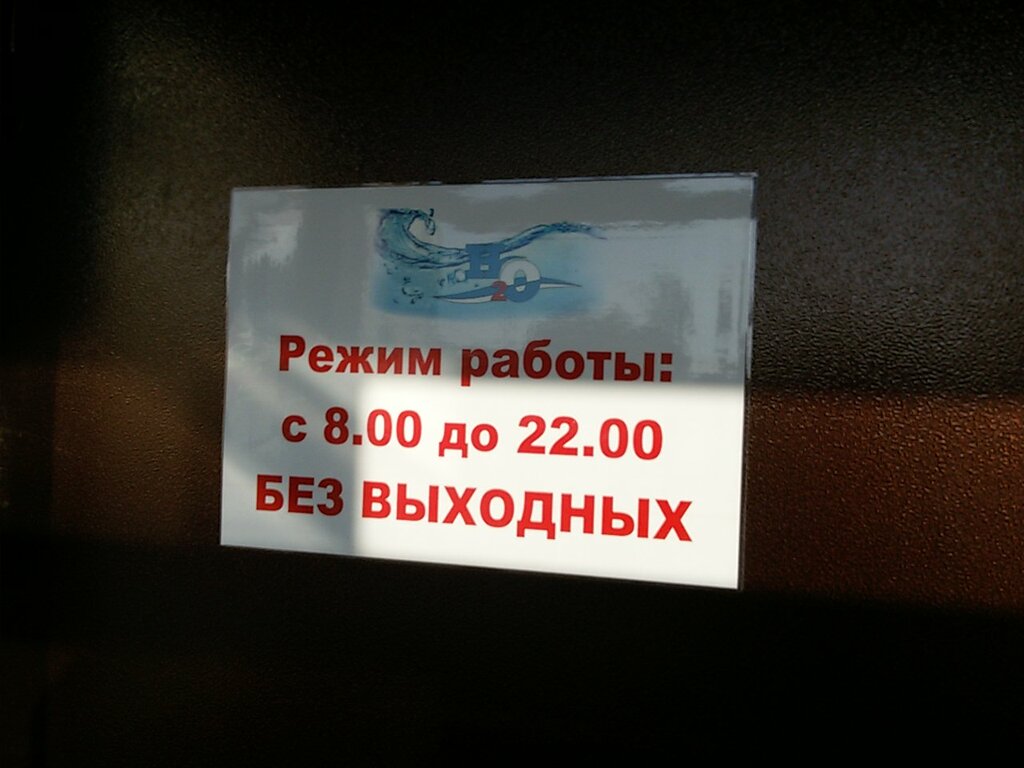 H2O
Режим работы:
с 8.00 до 22.00
БЕЗ ВЫХОДНЫХ